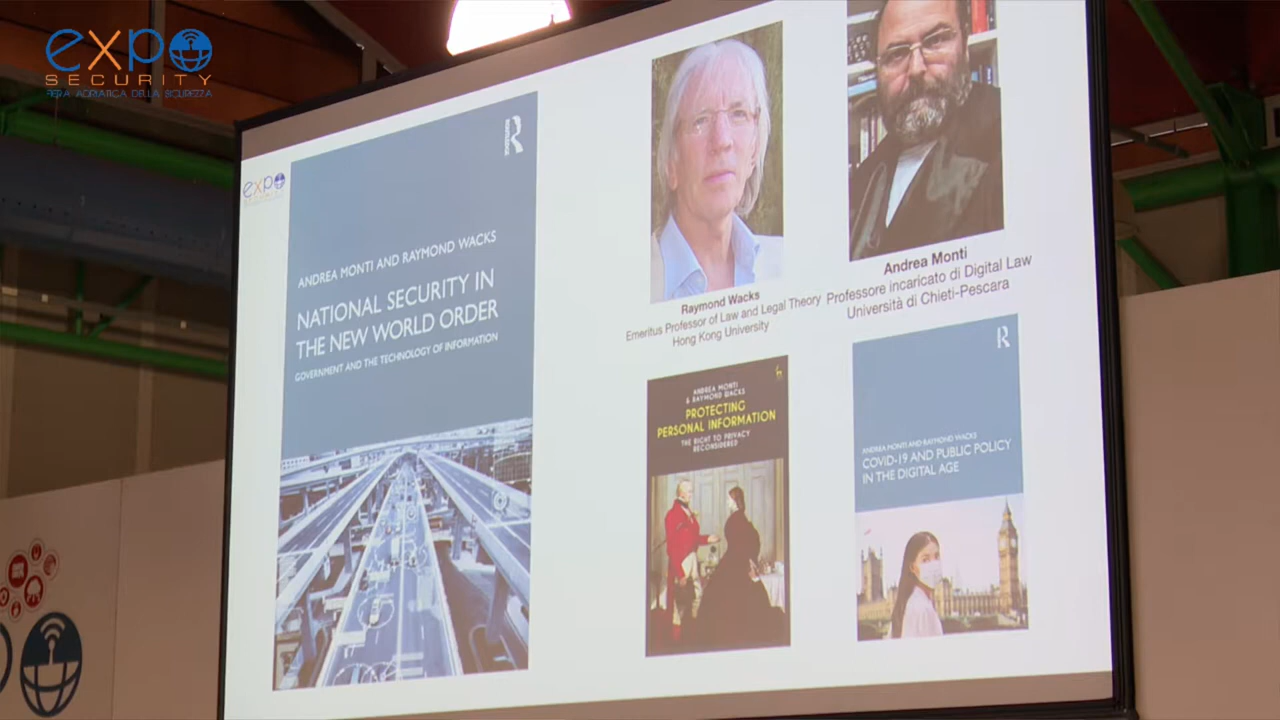 expo
SECURITY
FIERA ADRIATICA DELLA SICUREZZA
expo
R
ROUTLEDGE
ANDREA MONTI AND RAYMOND WACKS
NATIONAL SECURITY IN
THE NEW WORLD ORDER
GOVERNMENT AND THE TECHNOLOGY OF INFORMATION
Raymond Wacks
Emeritus Professor of Law and Legal Theory
Hong Kong University
Andrea Monti
Professore incaricato di Digital Law
Università di Chieti-Pescara
ANDREA MONTI
& RAYMOND WACKS
PROTECTING
PERSONAL INFORMATION
THE RIGHT TO PRIVACY
RECONSIDERED
R
ANDREA MONTI AND RAYMOND WACKS
COVID-19 AND PUBLIC POLICY
IN THE DIGITAL AGE